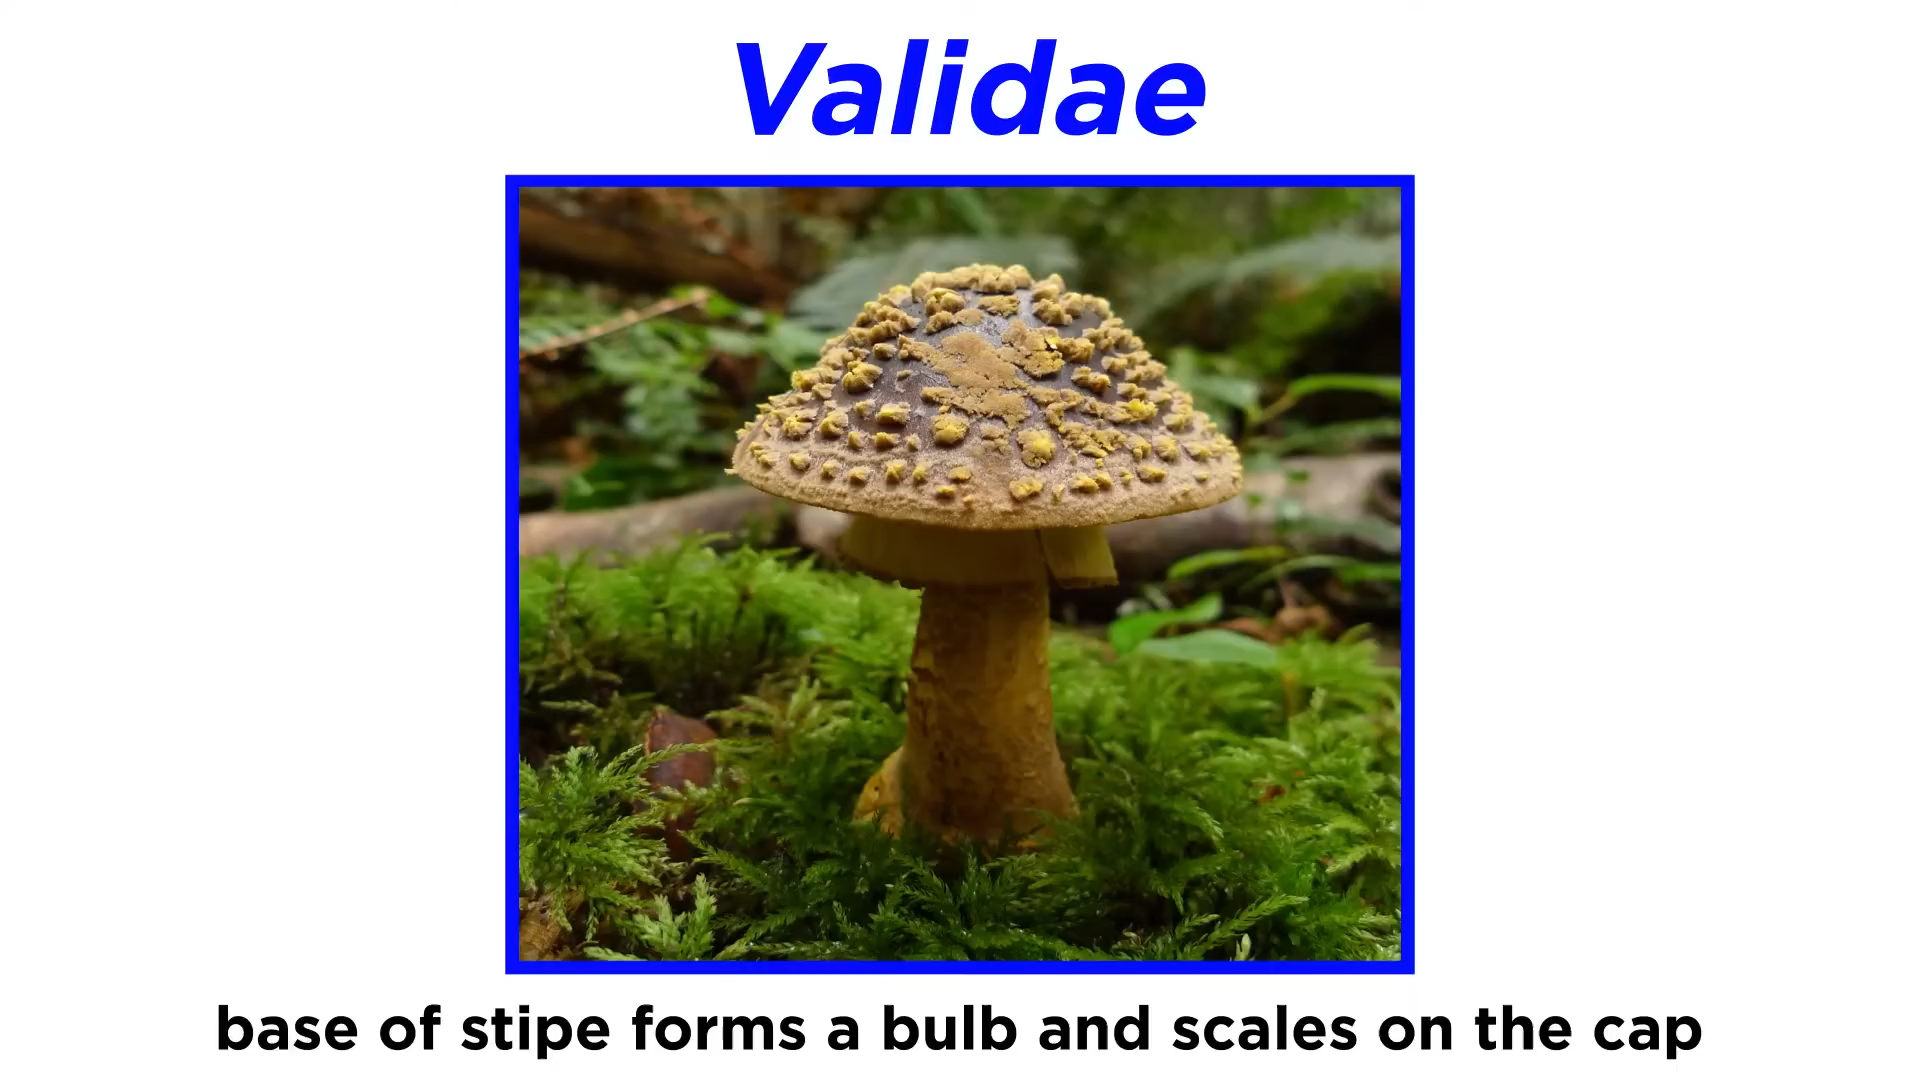 Validae
base of stipe forms a bulb and scales on the cap